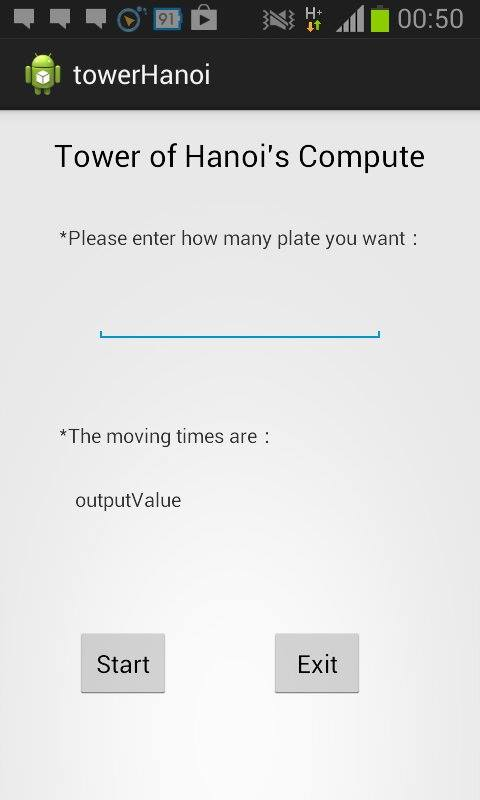 91 H+ 00:50
towerHanoi
Tower of Hanoi's Compute
*Please enter how many plate you want :
*The moving times are :
outputValue
Start Exit